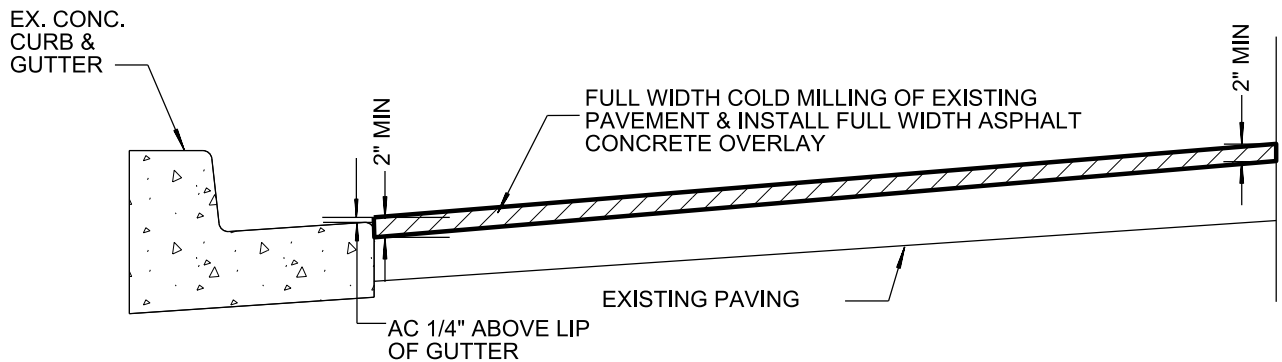 EX. CONC.
CURB &
GUTTER
2" MIN
FULL WIDTH COLD MILLING OF EXISTING
PAVEMENT & INSTALL FULL WIDTH ASPHALT
CONCRETE OVERLAY
2" MIN
EXISTING PAVING
AC 1/4" ABOVE LIP
OF GUTTER